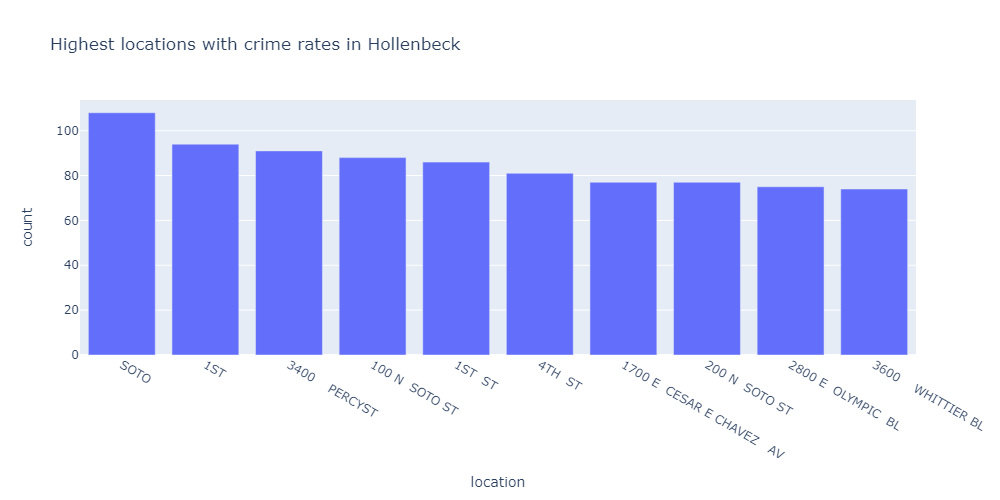 Highest locations with crime rates in Hollenbeck
count
100
80
60
40
20
0
SOTO
1ST
3400    PERCYST
100 N  SOTO ST
1ST  ST
4TH  ST
1700 E  CESAR E CHAVEZ   AV
200 N  SOTO ST
2800 E  OLYMPIC  BL
3600    WHITTIER BL
location